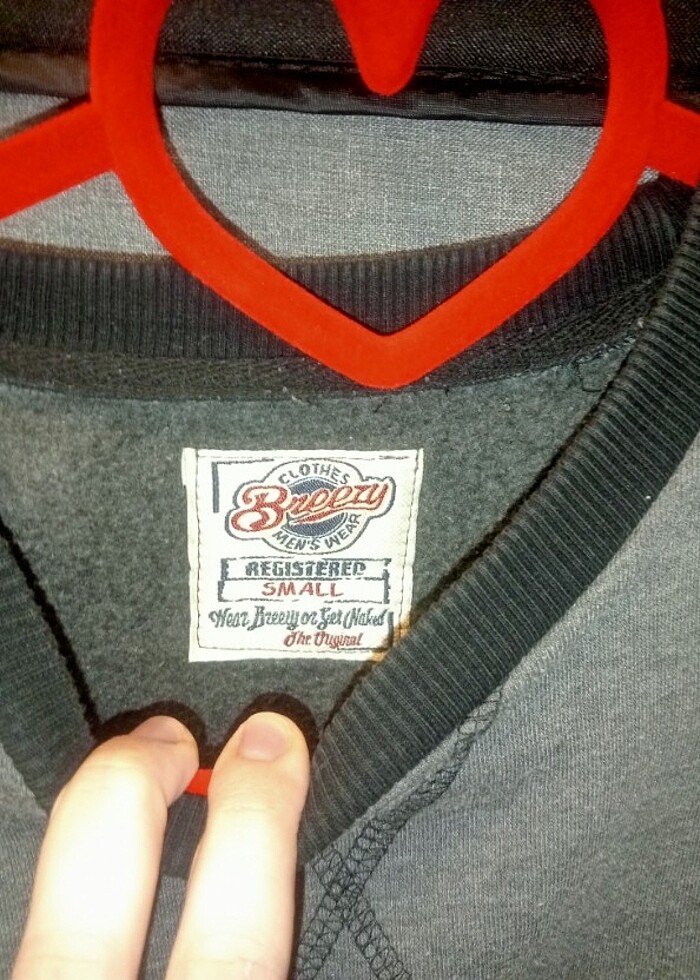 CLOTHES
Breezy
MEN'S WEAR
REGISTERED
SMALL
Wear Breezy or Get Naked
The Original